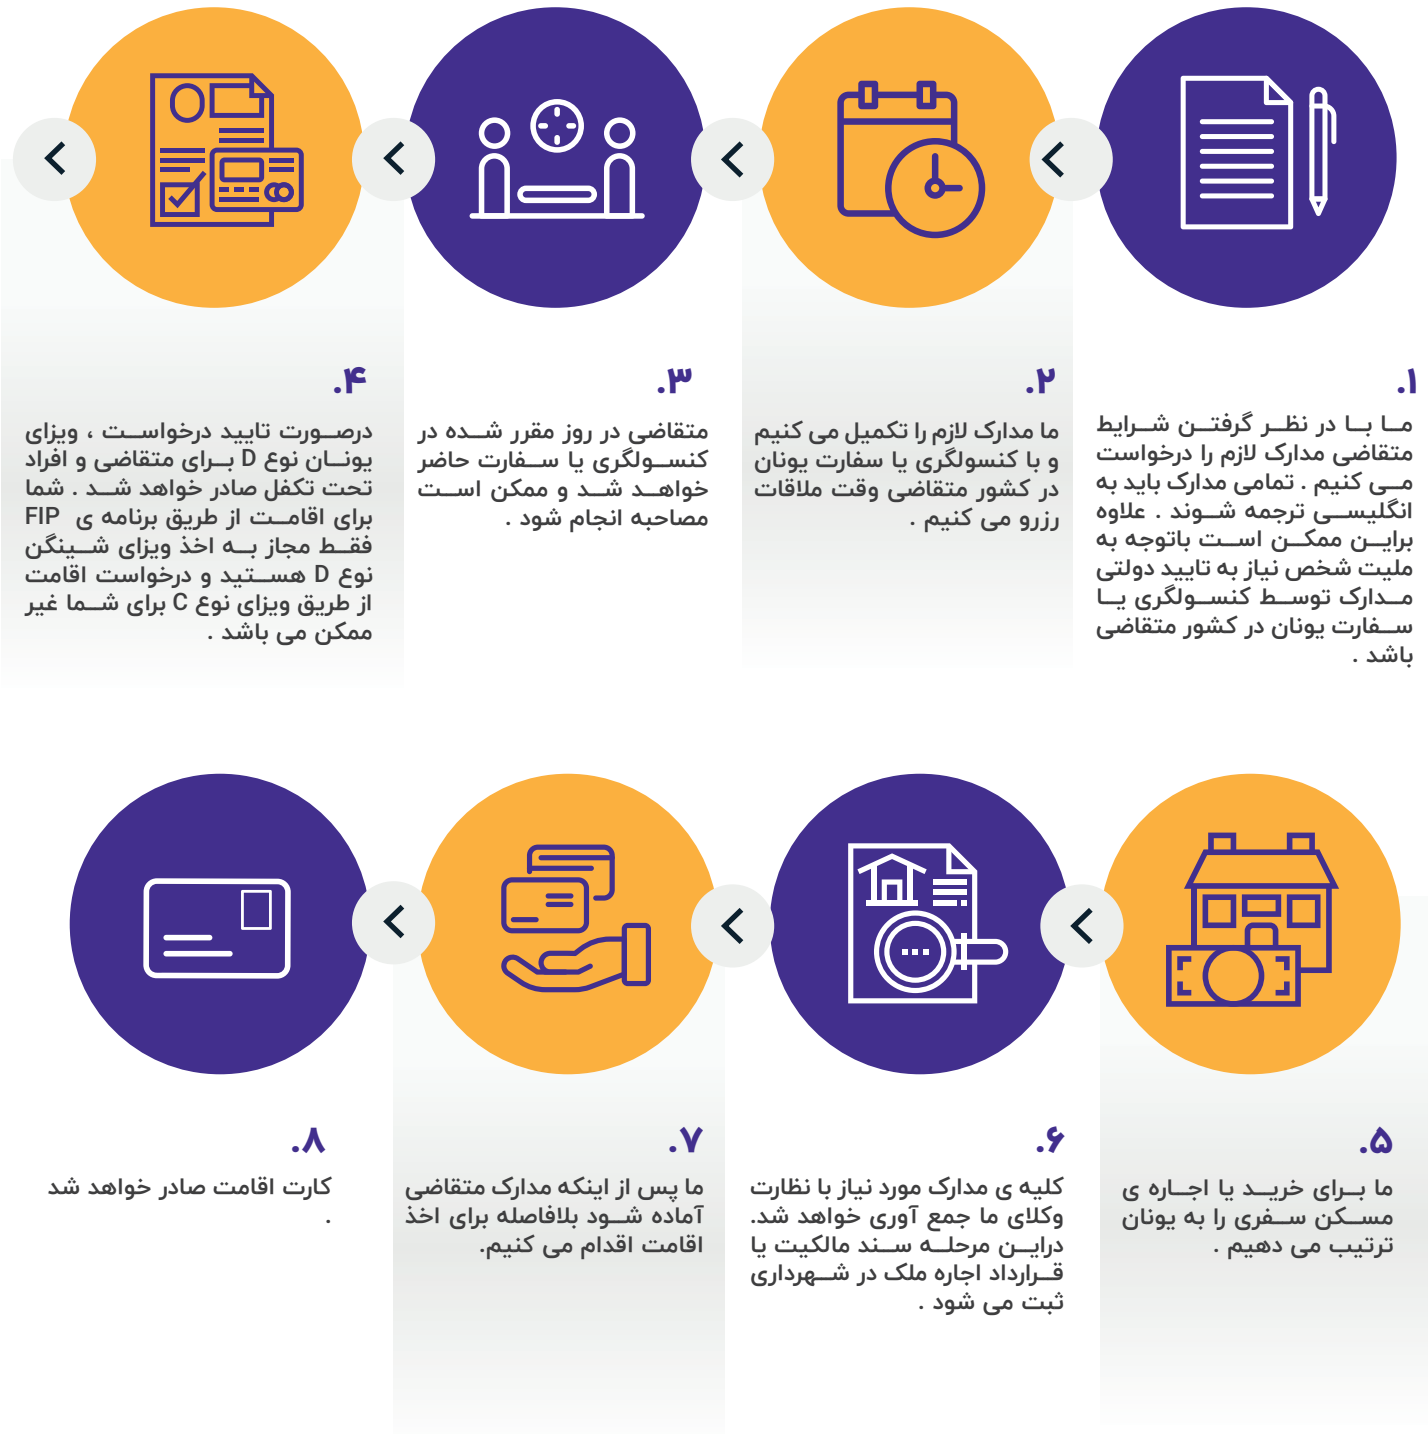 ۱.
ما با در نظر گرفتن شرایط
متقاضی مدارک لازم را درخواست
می کنیم . تمامی مدارک باید به
انگلیسی ترجمه شوند . علاوه
براین ممکن است باتوجه به
ملیت شخص نیاز به تایید دولتی
مدارک توسط کنسولگری یا
سفارت یونان در کشور متقاضی
باشد .
۲.
ما مدارک لازم را تکمیل می کنیم
و با کنسولگری یا سفارت یونان
در کشور متقاضی وقت ملاقات
رزرو می کنیم .
۳.
متقاضی در روز مقرر شده در
کنسولگری یا سفارت حاضر
خواهد شد و ممکن است
مصاحبه انجام شود .
۴.
درصورت تایید درخواست ، ویزای
یونان نوع D برای متقاضی و افراد
تحت تکفل صادر خواهد شد . شما
برای اقامت از طریق برنامه ی FIP
فقط مجاز به اخذ ویزای شینگن
نوع D هستید و درخواست اقامت
از طریق ویزای نوع C برای شما غیر
ممکن می باشد .
۵.
ما برای خرید یا اجاره ی
مسکن سفری را به یونان
ترتیب می دهیم .
۶.
کلیه ی مدارک مورد نیاز با نظارت
وکلای ما جمع آوری خواهد شد.
دراین مرحله سند مالکیت یا
قرارداد اجاره ملک در شهرداری
ثبت می شود .
۷.
ما پس از اینکه مدارک متقاضی
آماده شود بلافاصله برای اخذ
اقامت اقدام می کنیم.
۸.
کارت اقامت صادر خواهد شد
.